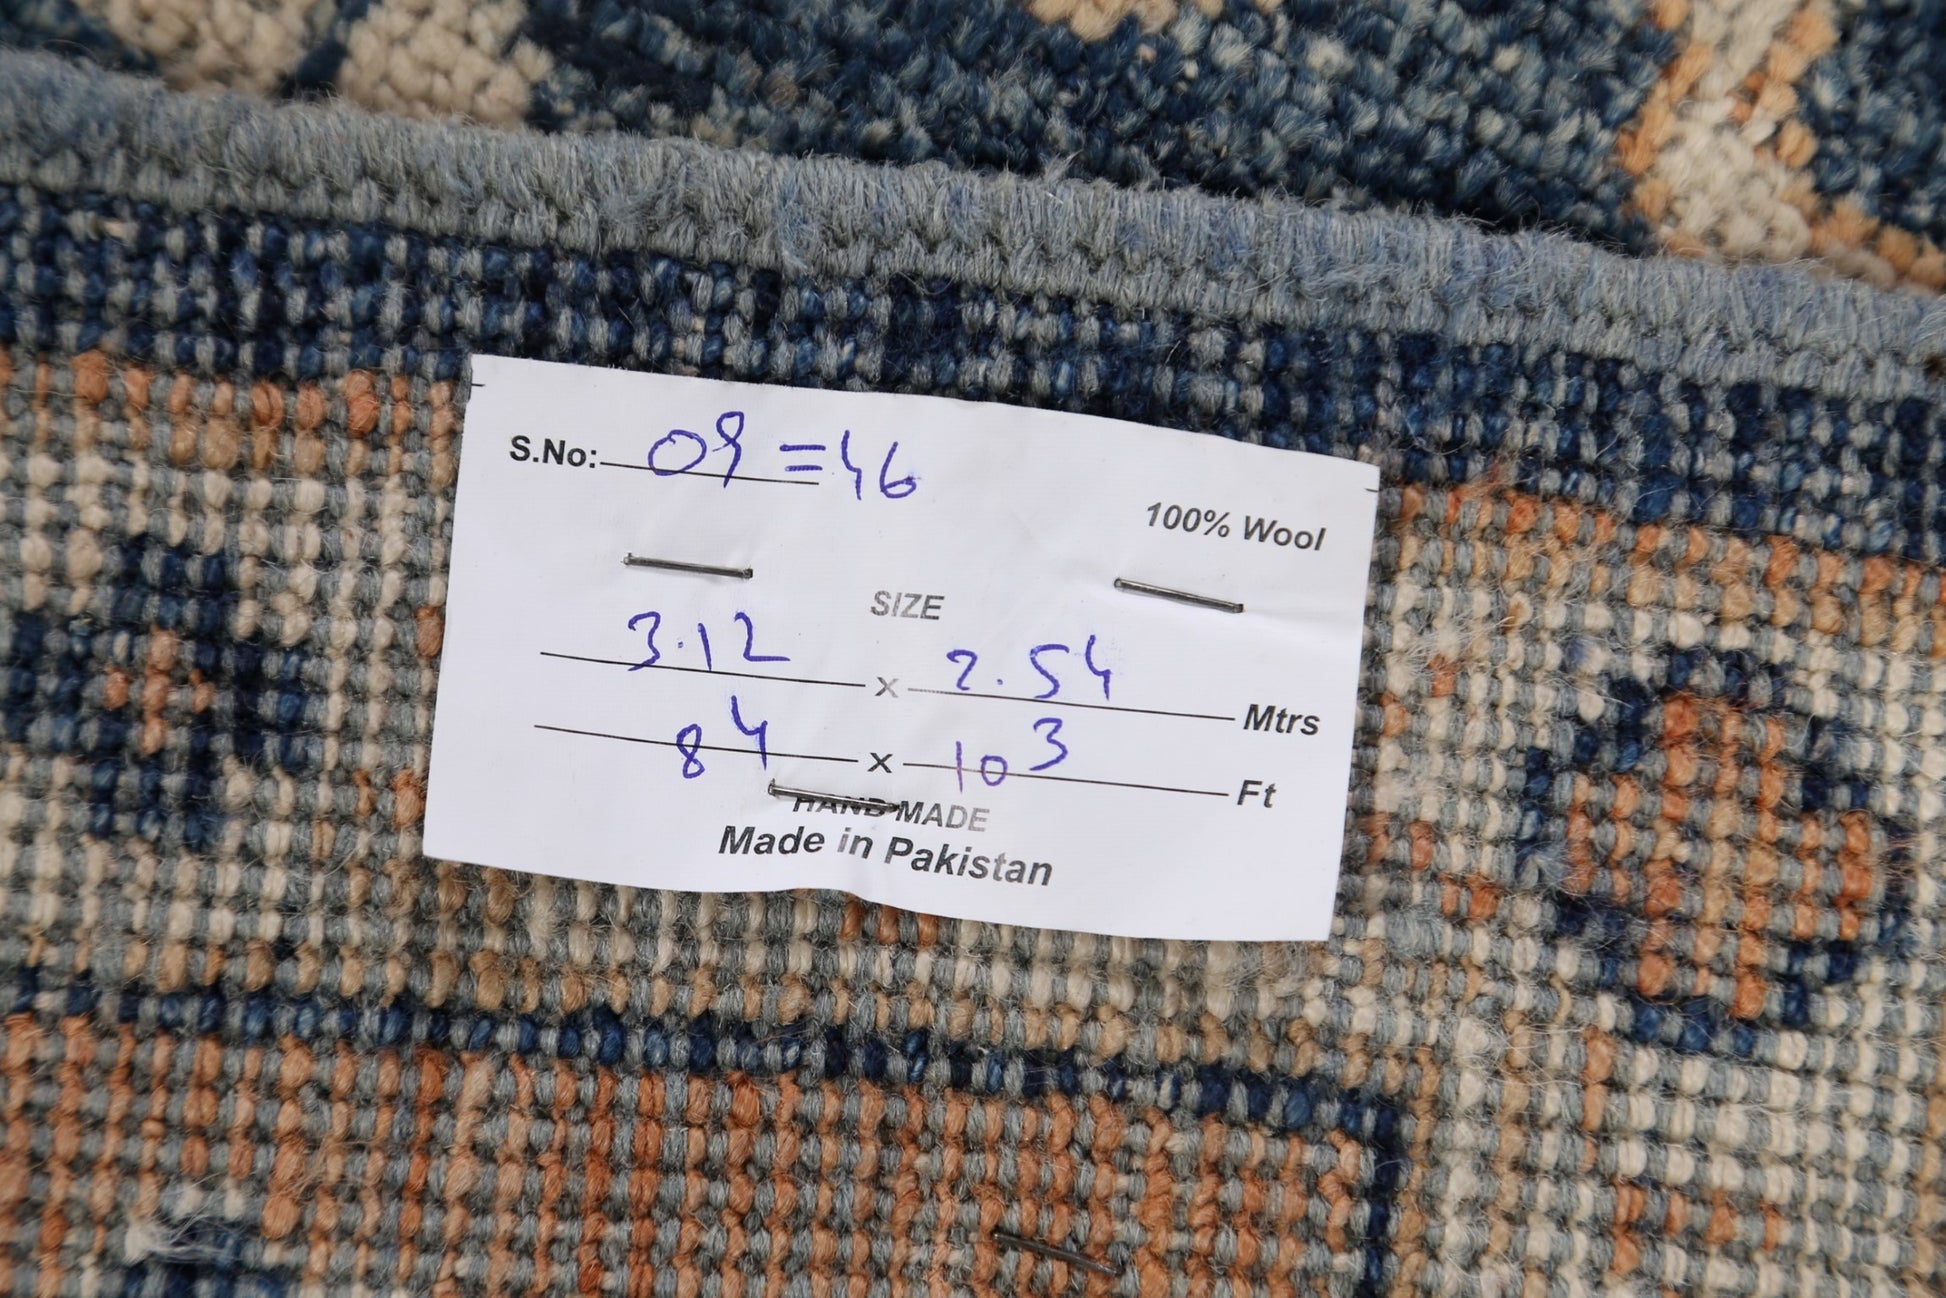 S.No: 09=46
100% Wool
SIZE
3.12 x 2.54 Mtrs
8 4 x 10 3 Ft
HAND MADE
Made in Pakistan